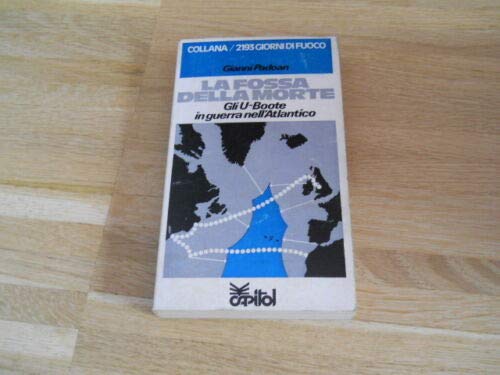 COLLANA / 2193 GIORNI DI FUOCO
Gianni Padoan
LA FOSSA
DELLA MORTE
Gli U-Boote
in guerra nell'Atlantico
CAPITOL